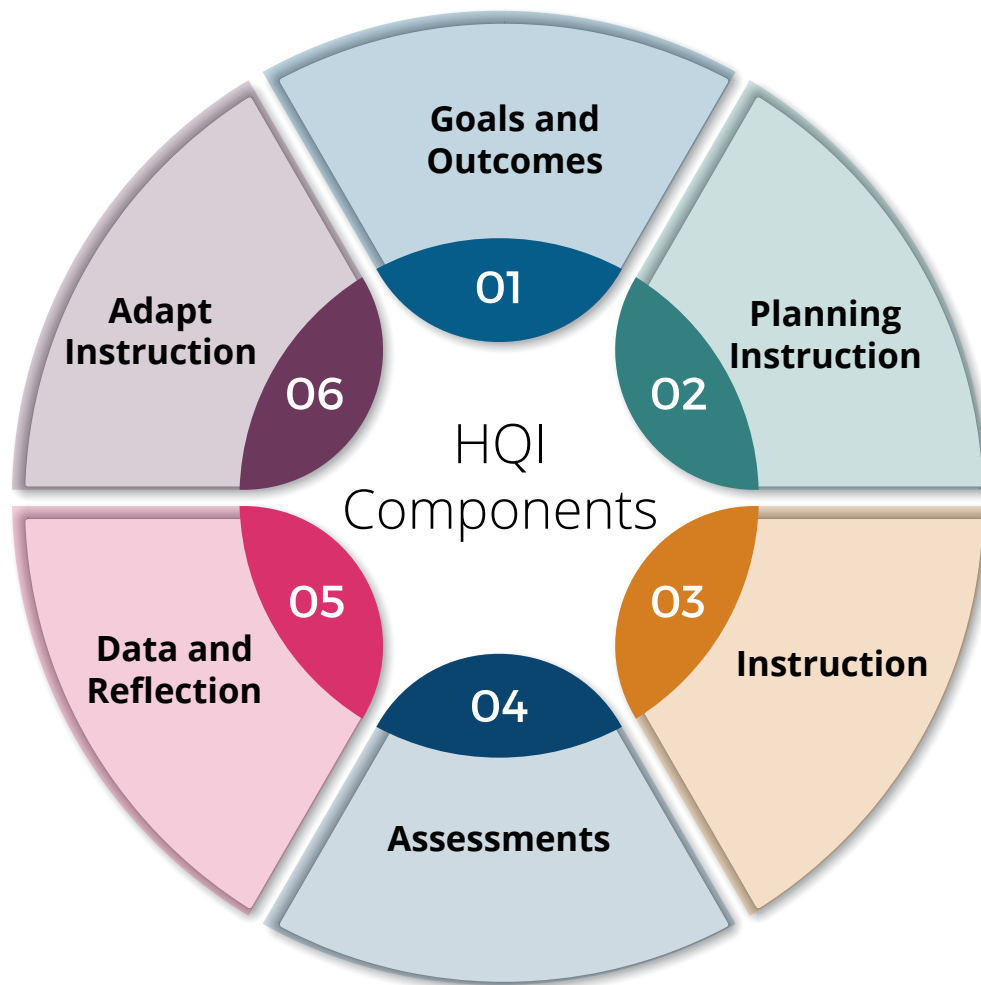 Goals and
Outcomes
01
Planning
Instruction
02
03
Instruction
04
Assessments
05
Data and
Reflection
06
Adapt
Instruction
HQI
Components